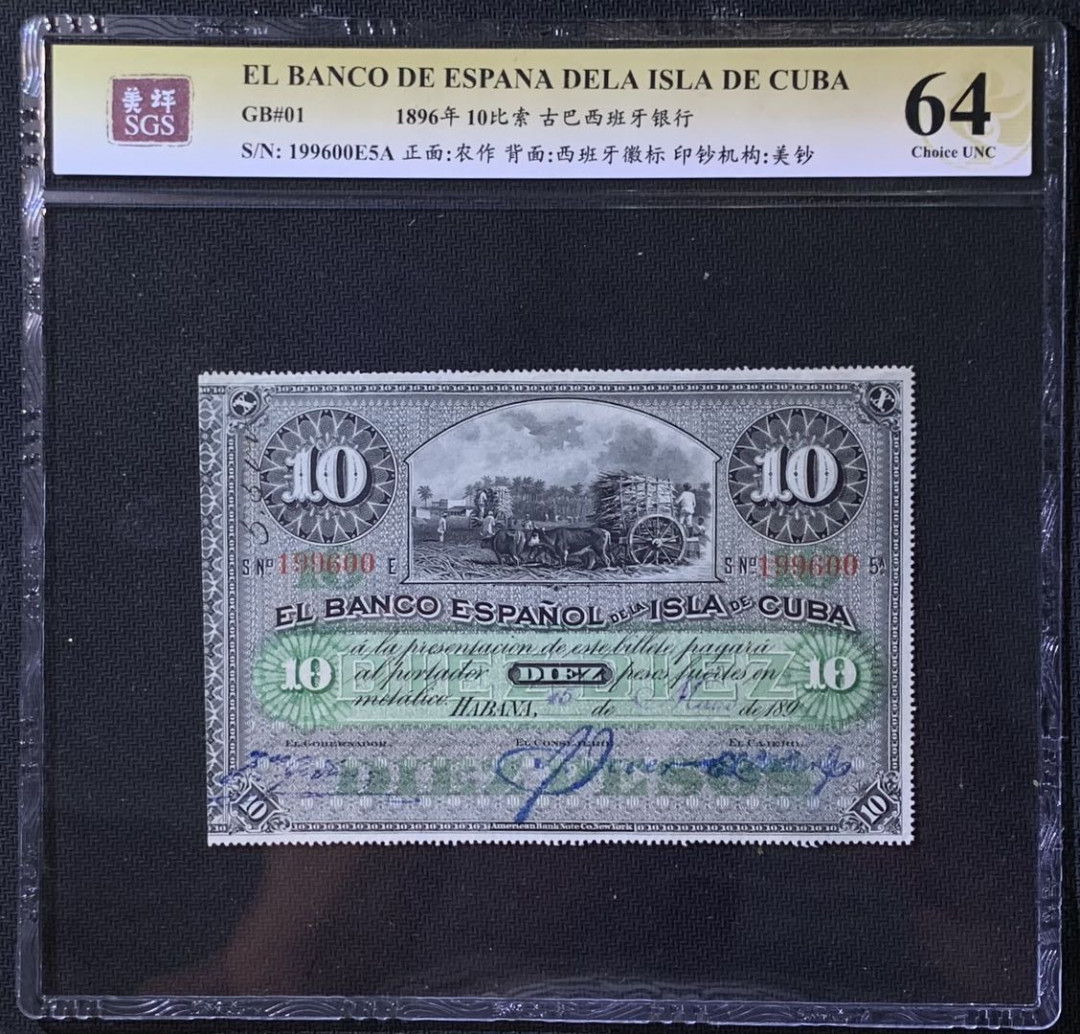 EL BANCO DE ESPANA DELA ISLA DE CUBA
美评
SGS
GB#01 1896年 10比索 古巴西班牙银行
64
Choice UNC
S/N: 199600E5A 正面:农作 背面:西班牙徽标 印钞机构:美钞
X X
10 10
S Nº 199600 E S Nº 199600 5A
EL BANCO ESPAÑOL DE LA ISLA DE CUBA
á la presentacion de este billete pagará
10 al portador DIEZ pesos fuertes en 10
DIEZ DIEZ
metálico. HABANA, 15 de de 189
EL GOBERNADOR. EL CONSEJERO. EL CAJERO.
DIEZ PESOS
10 10
American Bank Note Co. New York